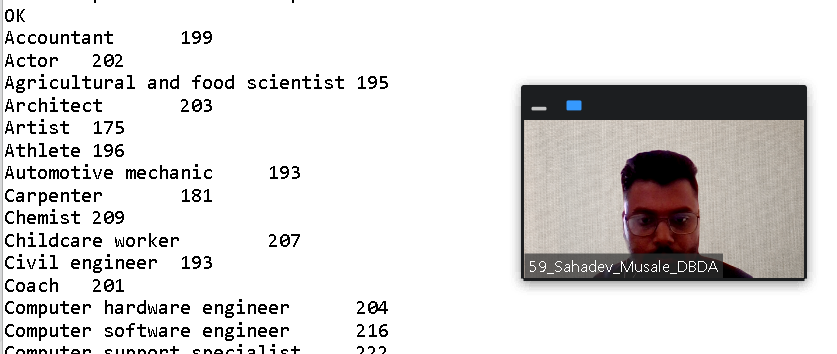 OK
Accountant 199
Actor 202
Agricultural and food scientist 195
Architect 203
Artist 175
Athlete 196
Automotive mechanic 193
Carpenter 181
Chemist 209
Childcare worker 207
Civil engineer 193
Coach 201
Computer hardware engineer 204
Computer software engineer 216
Computer support specialist 222
59_Sahadev_Musale_DBDA